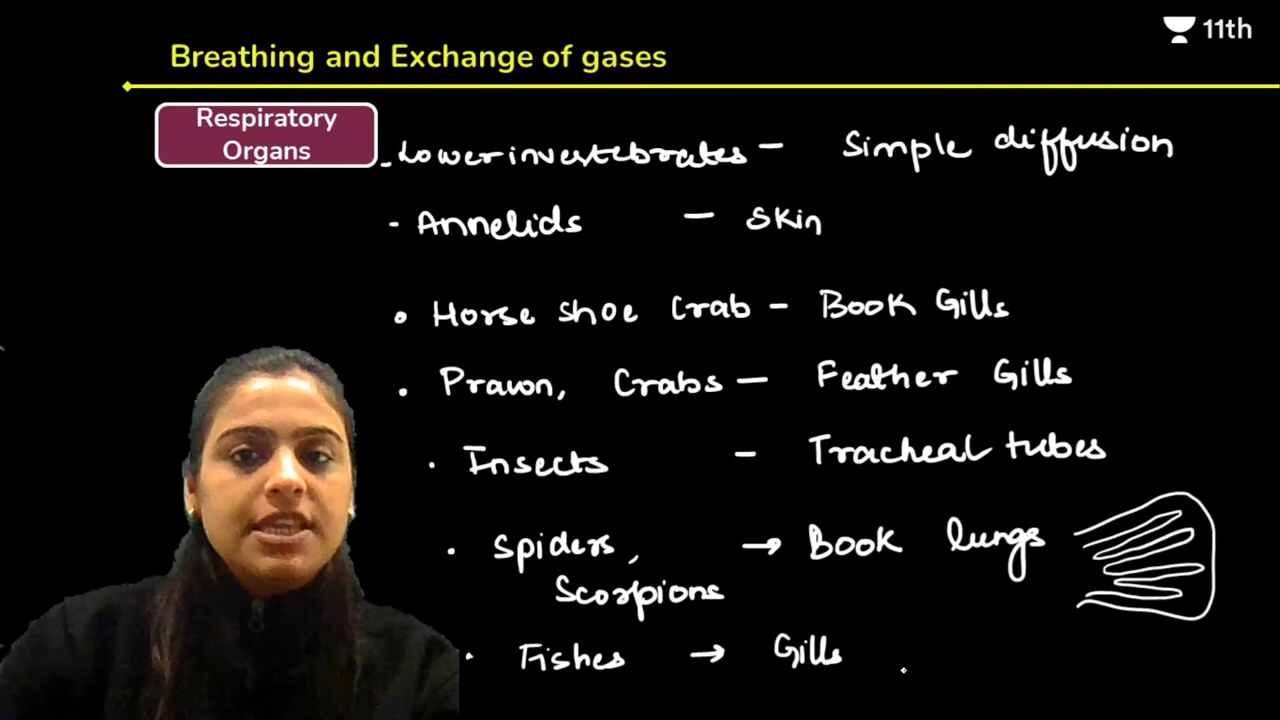 11th
Breathing and Exchange of gases
Respiratory
Organs
- Lower invertebrates - Simple diffusion
- Annelids - Skin
• Horse shoe Crab - Book Gills
• Prawn, Crabs - Feather Gills
• Insects - Tracheal tubes
• Spiders, → Book lungs
Scorpions
• Fishes → Gills